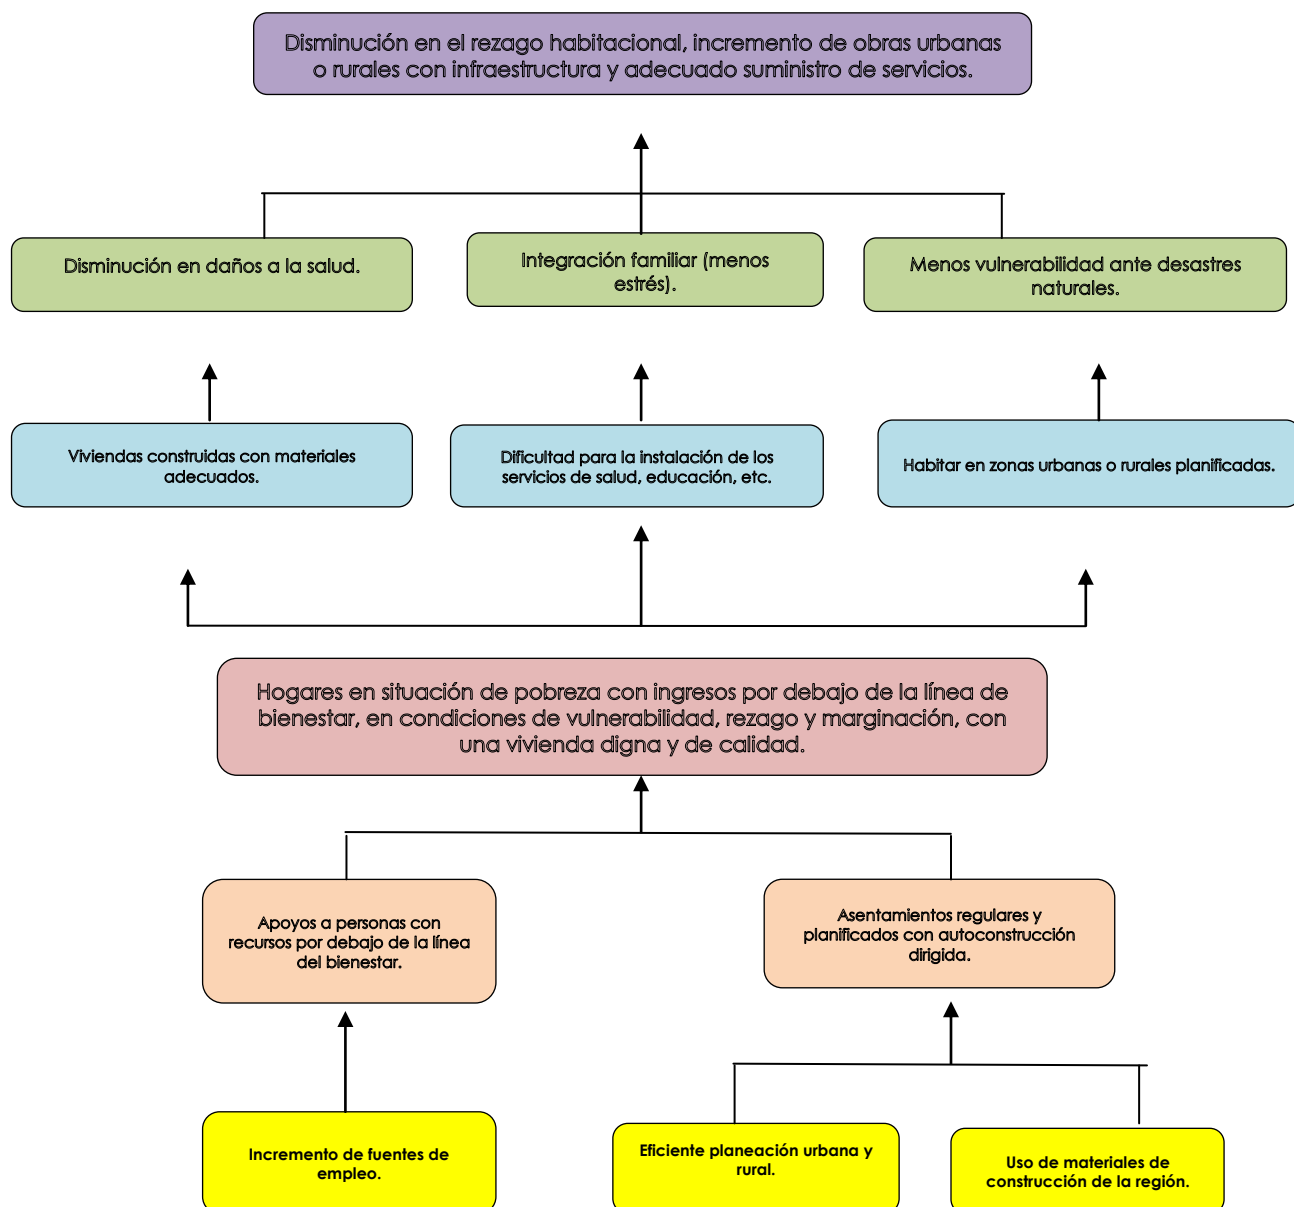 Disminución en el rezago habitacional, incremento de obras urbanas
o rurales con infraestructura y adecuado suministro de servicios.
Disminución en daños a la salud.
Integración familiar (menos
estrés).
Menos vulnerabilidad ante desastres
naturales.
Viviendas construidas con materiales
adecuados.
Dificultad para la instalación de los
servicios de salud, educación, etc.
Habitar en zonas urbanas o rurales planificadas.
Hogares en situación de pobreza con ingresos por debajo de la línea de
bienestar, en condiciones de vulnerabilidad, rezago y marginación, con
una vivienda digna y de calidad.
Apoyos a personas con
recursos por debajo de la línea
del bienestar.
Asentamientos regulares y
planificados con autoconstrucción
dirigida.
Incremento de fuentes de
empleo.
Eficiente planeación urbana y
rural.
Uso de materiales de
construcción de la región.